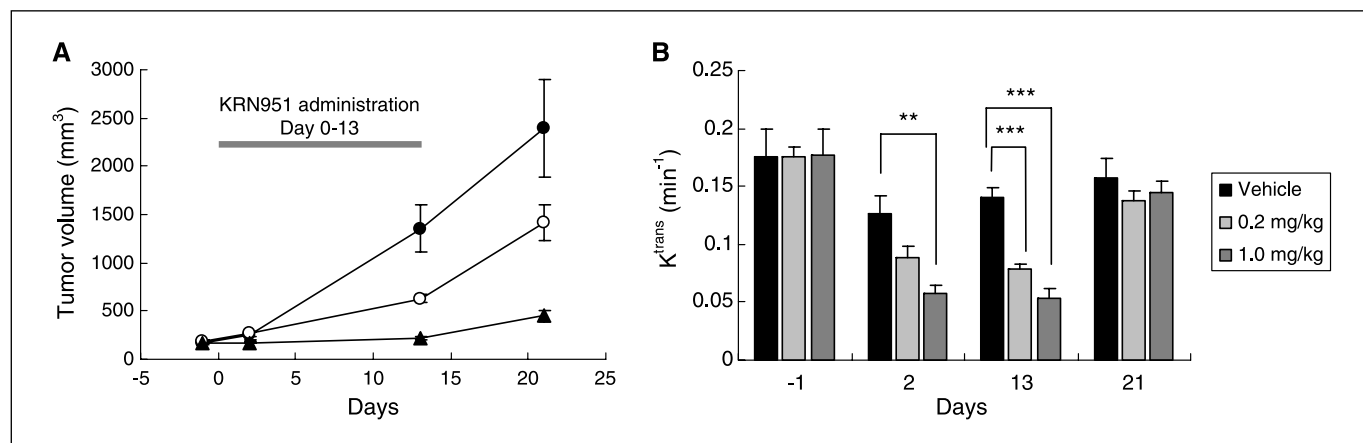 A
3000
2500
2000
1500
1000
500
0
Tumor volume (mm³)
KRN951 administration
Day 0-13
-5 0 5 10 15 20 25
Days
B
0.25
0.2
0.15
0.1
0.05
0
K^trans (min⁻¹)
**
***
***
-1 2 13 21
Days
Vehicle
0.2 mg/kg
1.0 mg/kg